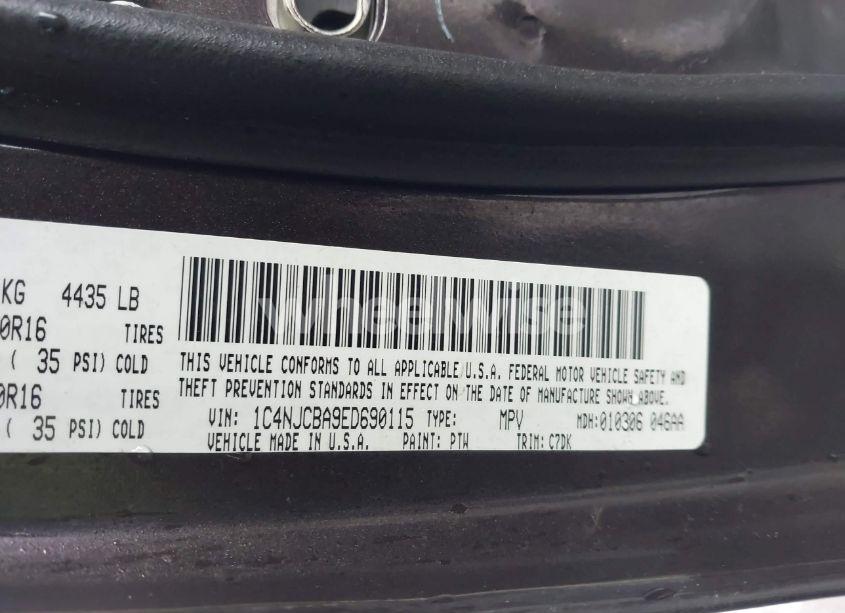 KG 4435 LB
0R16 TIRES
( 35 PSI) COLD
0R16 TIRES
( 35 PSI) COLD
wheelwise
THIS VEHICLE CONFORMS TO ALL APPLICABLE U.S.A. FEDERAL MOTOR VEHICLE SAFETY AND
THEFT PREVENTION STANDARDS IN EFFECT ON THE DATE OF MANUFACTURE SHOWN ABOVE.
VIN: 1C4NJCBA9ED690115 TYPE: MPV MDH:010306 046AA
VEHICLE MADE IN U.S.A. PAINT: PTW TRIM: C7DK